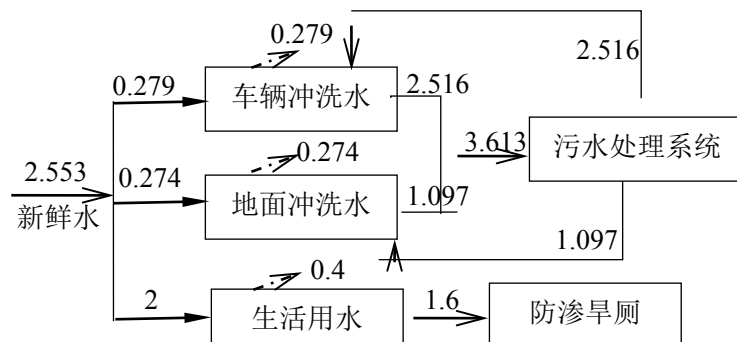 0.279
2.516
0.279
车辆冲洗水
2.516
0.274
3.613
污水处理系统
2.553
0.274
新鲜水
地面冲洗水
1.097
1.097
0.4
2
生活用水
1.6
防渗旱厕